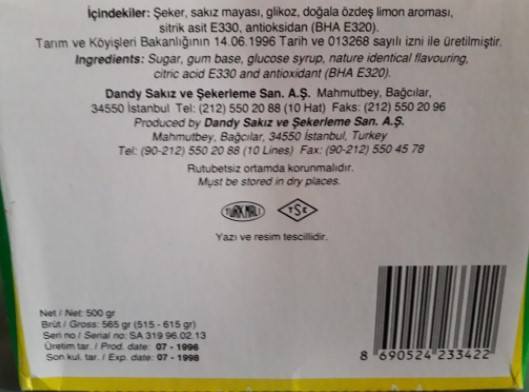 İçindekiler: Şeker, sakız mayası, glikoz, doğala özdeş limon aroması,
sitrik asit E330, antioksidan (BHA E320).
Tarım ve Köyişleri Bakanlığının 14.06.1996 Tarih ve 013268 sayılı izni ile üretilmiştir.
Ingredients: Sugar, gum base, glucose syrup, nature identical flavouring,
citric acid E330 and antioxidant (BHA E320).
Dandy Sakız ve Şekerleme San. A.Ş. Mahmutbey, Bağcılar,
34550 İstanbul Tel: (212) 550 20 88 (10 Hat) Faks: (212) 550 20 96
Produced by Dandy Sakız ve Şekerleme San. A.Ş.
Mahmutbey, Bağcılar, 34550 İstanbul, Turkey
Tel: (90-212) 550 20 88 (10 Lines) Fax: (90-212) 550 45 78
Rutubetsiz ortamda korunmalıdır.
Must be stored in dry places.
TÜRK MALI TSE
Yazı ve resim tescillidir.
Net / Net: 500 gr
Brüt / Gross: 565 gr (515 - 615 gr)
Seri no / Serial no: SA 319 96.02.13
Üretim tar. / Prod. date: 07 - 1996
Son kul. tar. / Exp. date: 07 - 1998
8 690524 233422